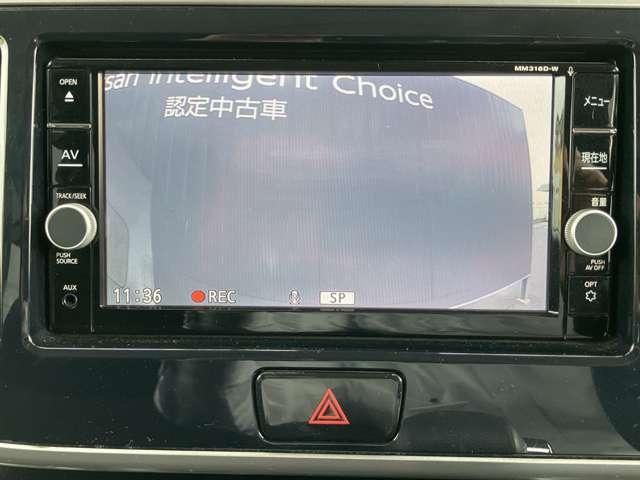 MM316D-W
OPEN
AV
TRACK/SEEK
PUSH
SOURCE
AUX
san Intelligent Choice
認定中古車
11:36
REC
SP
メニュー
現在地
音量
PUSH
AV OFF
OPT